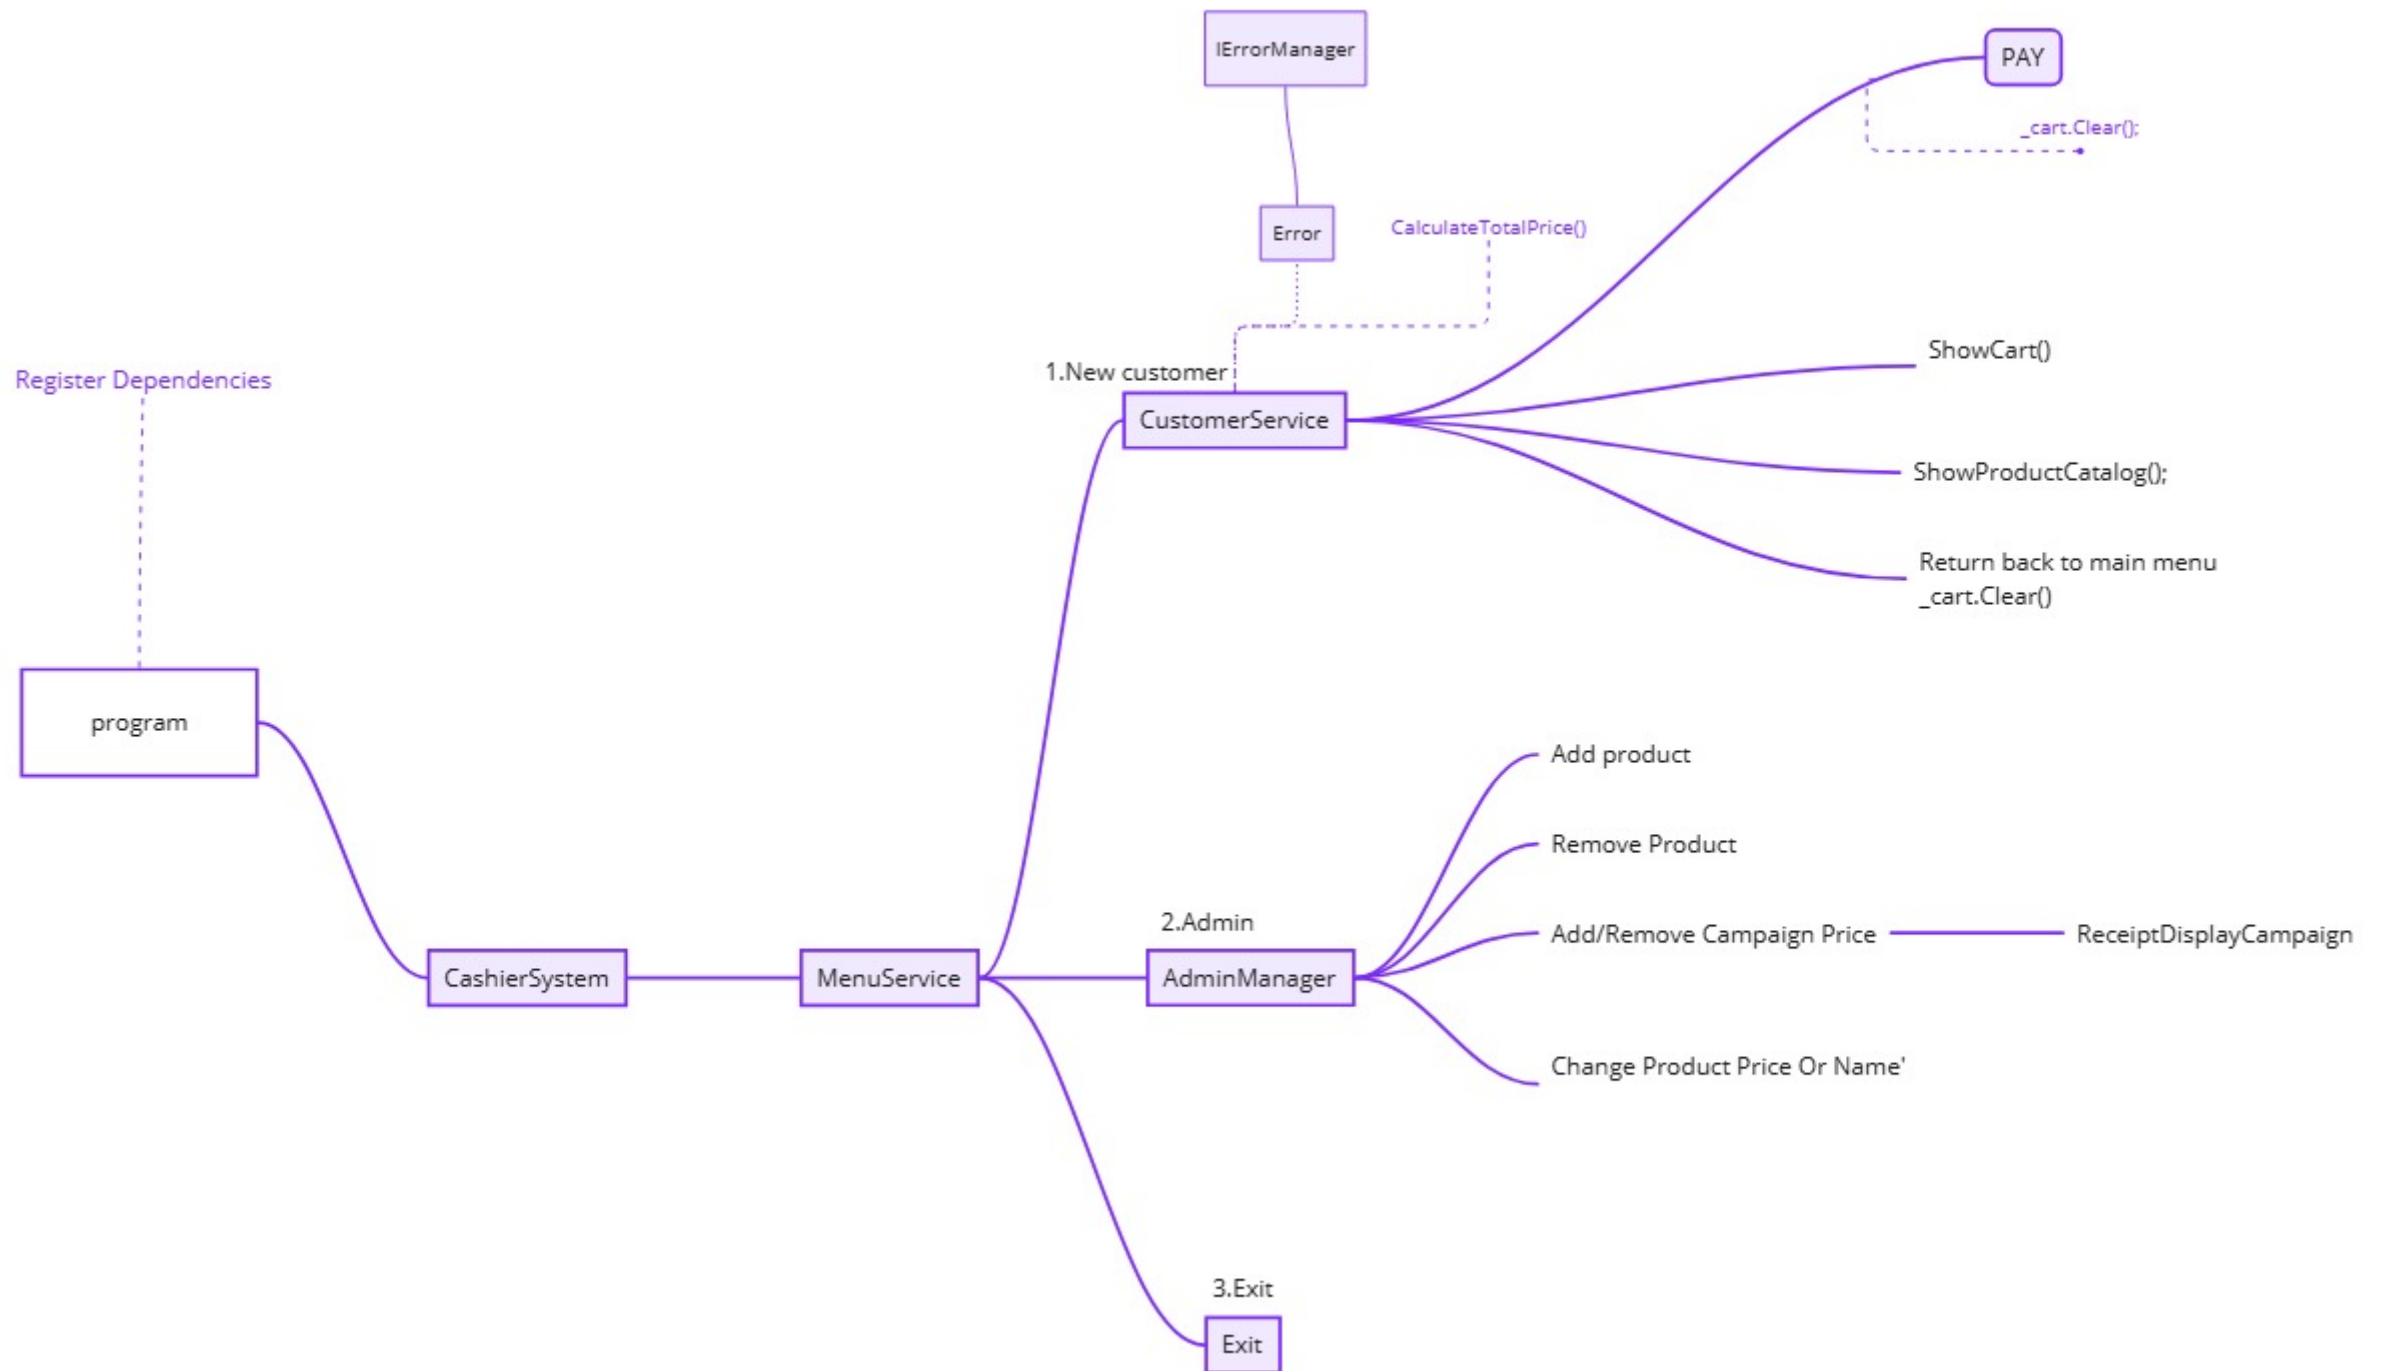 IErrorManager
PAY
_cart.Clear();
Error
CalculateTotalPrice()
ShowCart()
1.New customer
Register Dependencies
CustomerService
ShowProductCatalog();
Return back to main menu
_cart.Clear()
program
Add product
Remove Product
2.Admin
Add/Remove Campaign Price
ReceiptDisplayCampaign
CashierSystem
MenuService
AdminManager
Change Product Price Or Name'
3.Exit
Exit